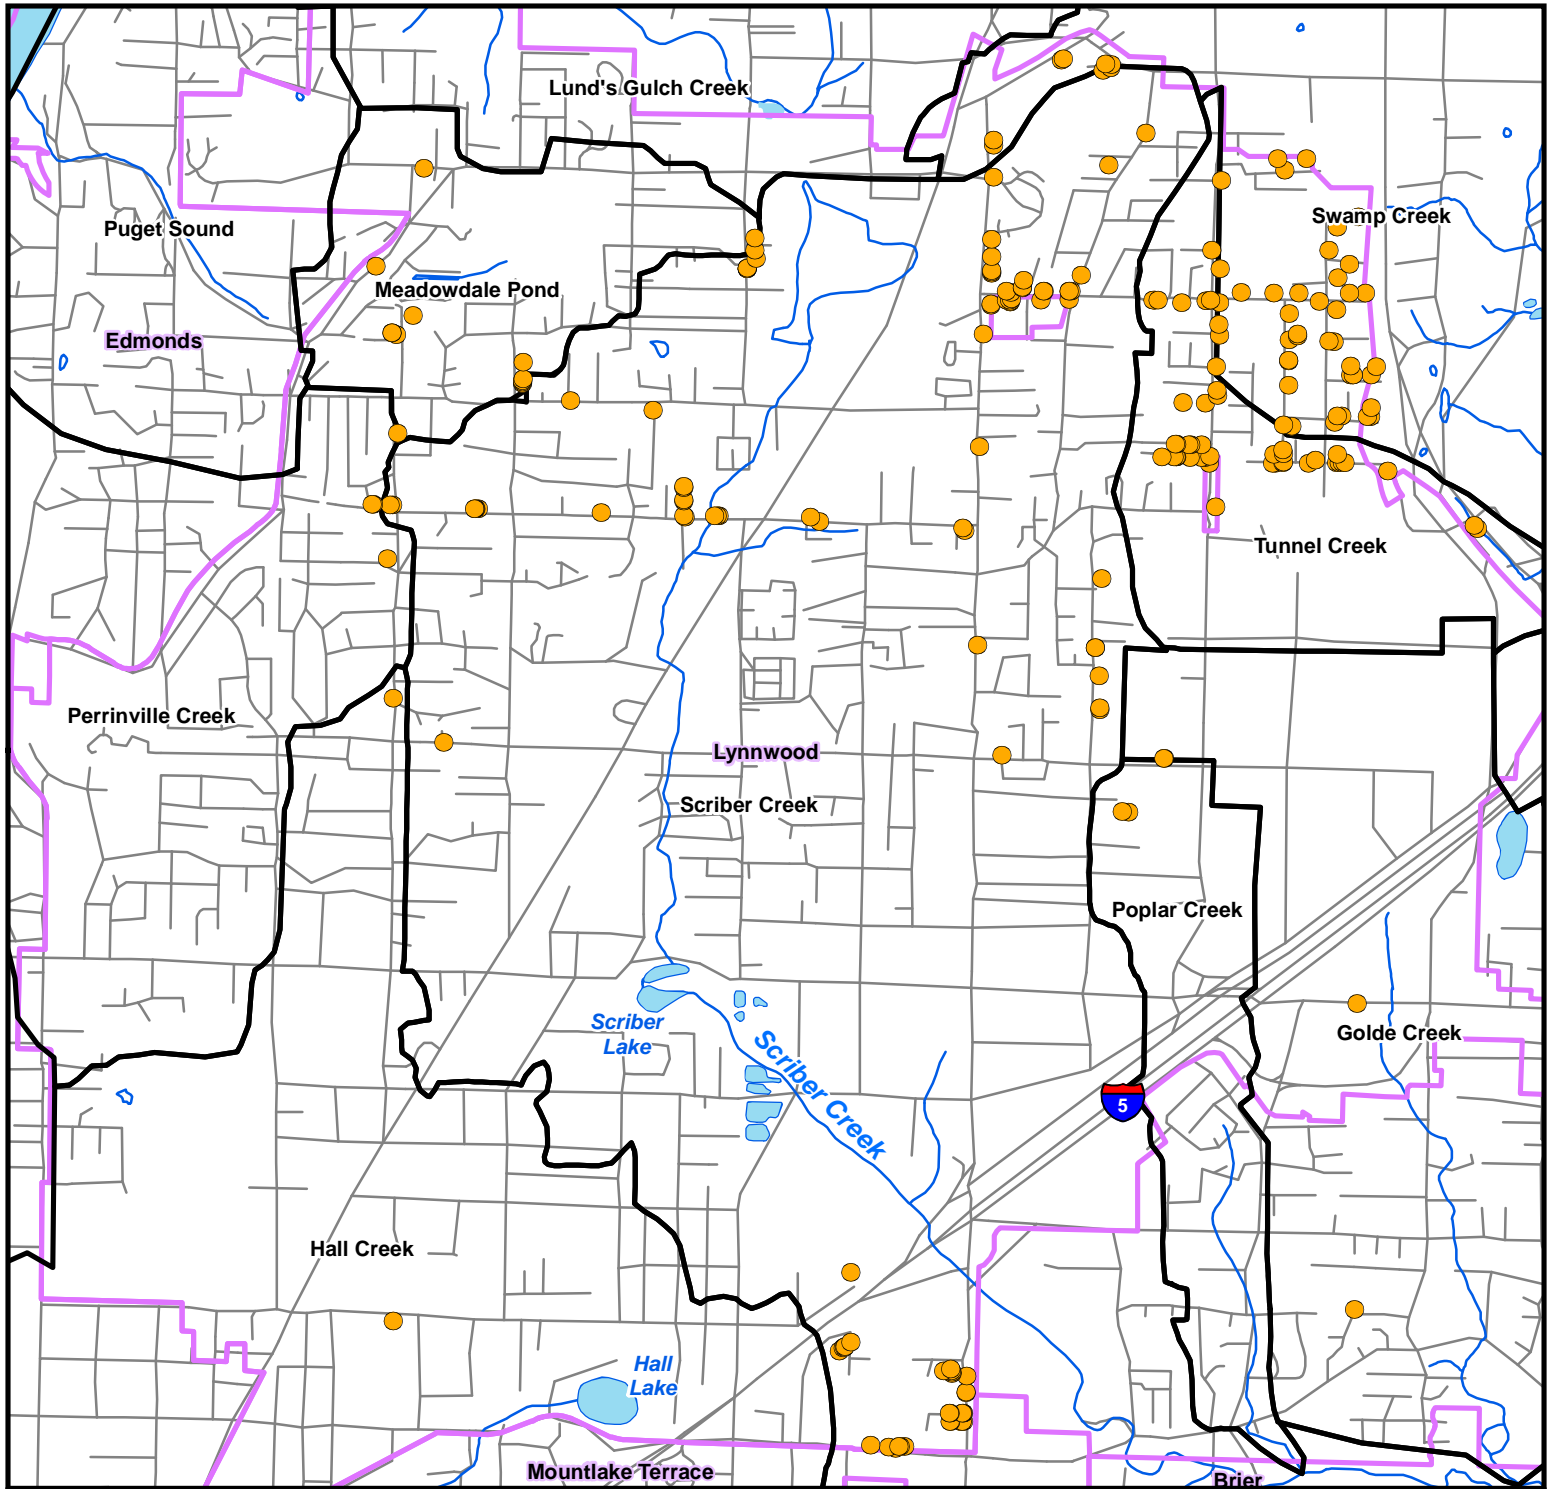 Lund's Gulch Creek
Swamp Creek
Puget Sound
Meadowdale Pond
Edmonds
Tunnel Creek
Perrinville Creek
Lynnwood
Scriber Creek
Poplar Creek
Scriber
Lake
Golde Creek
Scriber Creek
5
Hall Creek
Hall
Lake
Mountlake Terrace
Brier